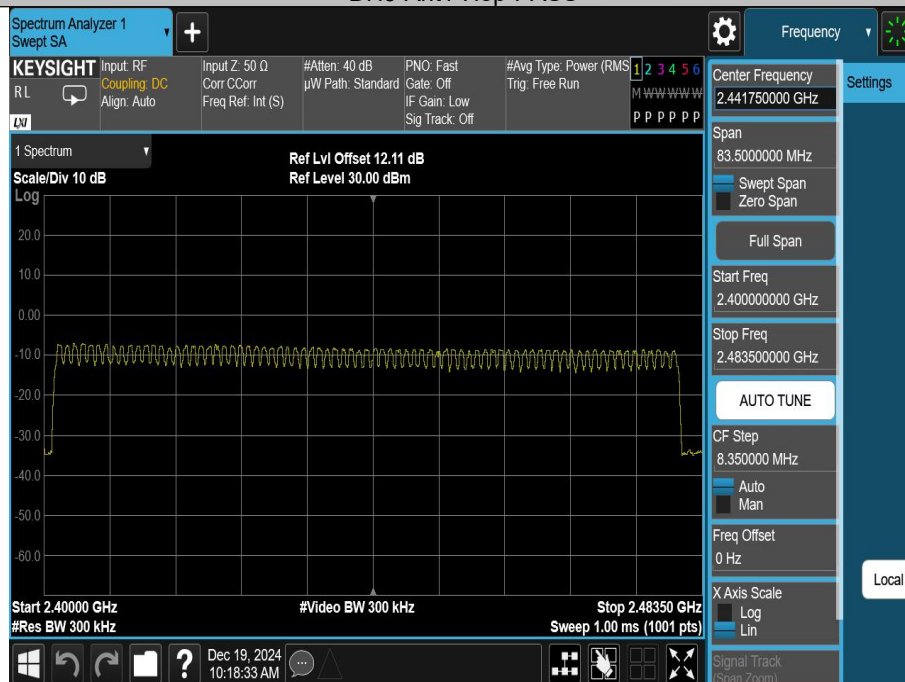 Spectrum Analyzer 1
Swept SA
+
Frequency
KEYSIGHT
RL
LXI
Input: RF
Coupling: DC
Align: Auto
Input Z: 50 Ω
Corr CCorr
Freq Ref: Int (S)
#Atten: 40 dB
µW Path: Standard
PNO: Fast
Gate: Off
IF Gain: Low
Sig Track: Off
#Avg Type: Power (RMS
Trig: Free Run
1 2 3 4 5 6
M W W W W W
P P P P P P
Center Frequency
2.441750000 GHz
Settings
Span
83.5000000 MHz
Swept Span
Zero Span
Full Span
Start Freq
2.400000000 GHz
Stop Freq
2.483500000 GHz
AUTO TUNE
CF Step
8.350000 MHz
Auto
Man
Freq Offset
0 Hz
X Axis Scale
Log
Lin
Signal Track
(Span Zoom)
Local
1 Spectrum
Scale/Div 10 dB
Log
Ref Lvl Offset 12.11 dB
Ref Level 30.00 dBm
20.0
10.0
0.00
-10.0
-20.0
-30.0
-40.0
-50.0
-60.0
Start 2.40000 GHz
#Res BW 300 kHz
#Video BW 300 kHz
Stop 2.48350 GHz
Sweep 1.00 ms (1001 pts)
?
Dec 19, 2024
10:18:33 AM